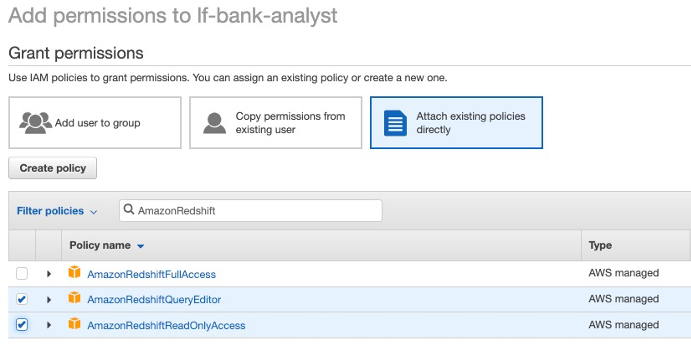 Add permissions to lf-bank-analyst
Grant permissions
Use IAM policies to grant permissions. You can assign an existing policy or create a new one.
Add user to group
Copy permissions from
existing user
Attach existing policies
directly
Create policy
Filter policies
AmazonRedshift
Policy name Type
AmazonRedshiftFullAccess AWS managed
AmazonRedshiftQueryEditor AWS managed
AmazonRedshiftReadOnlyAccess AWS managed